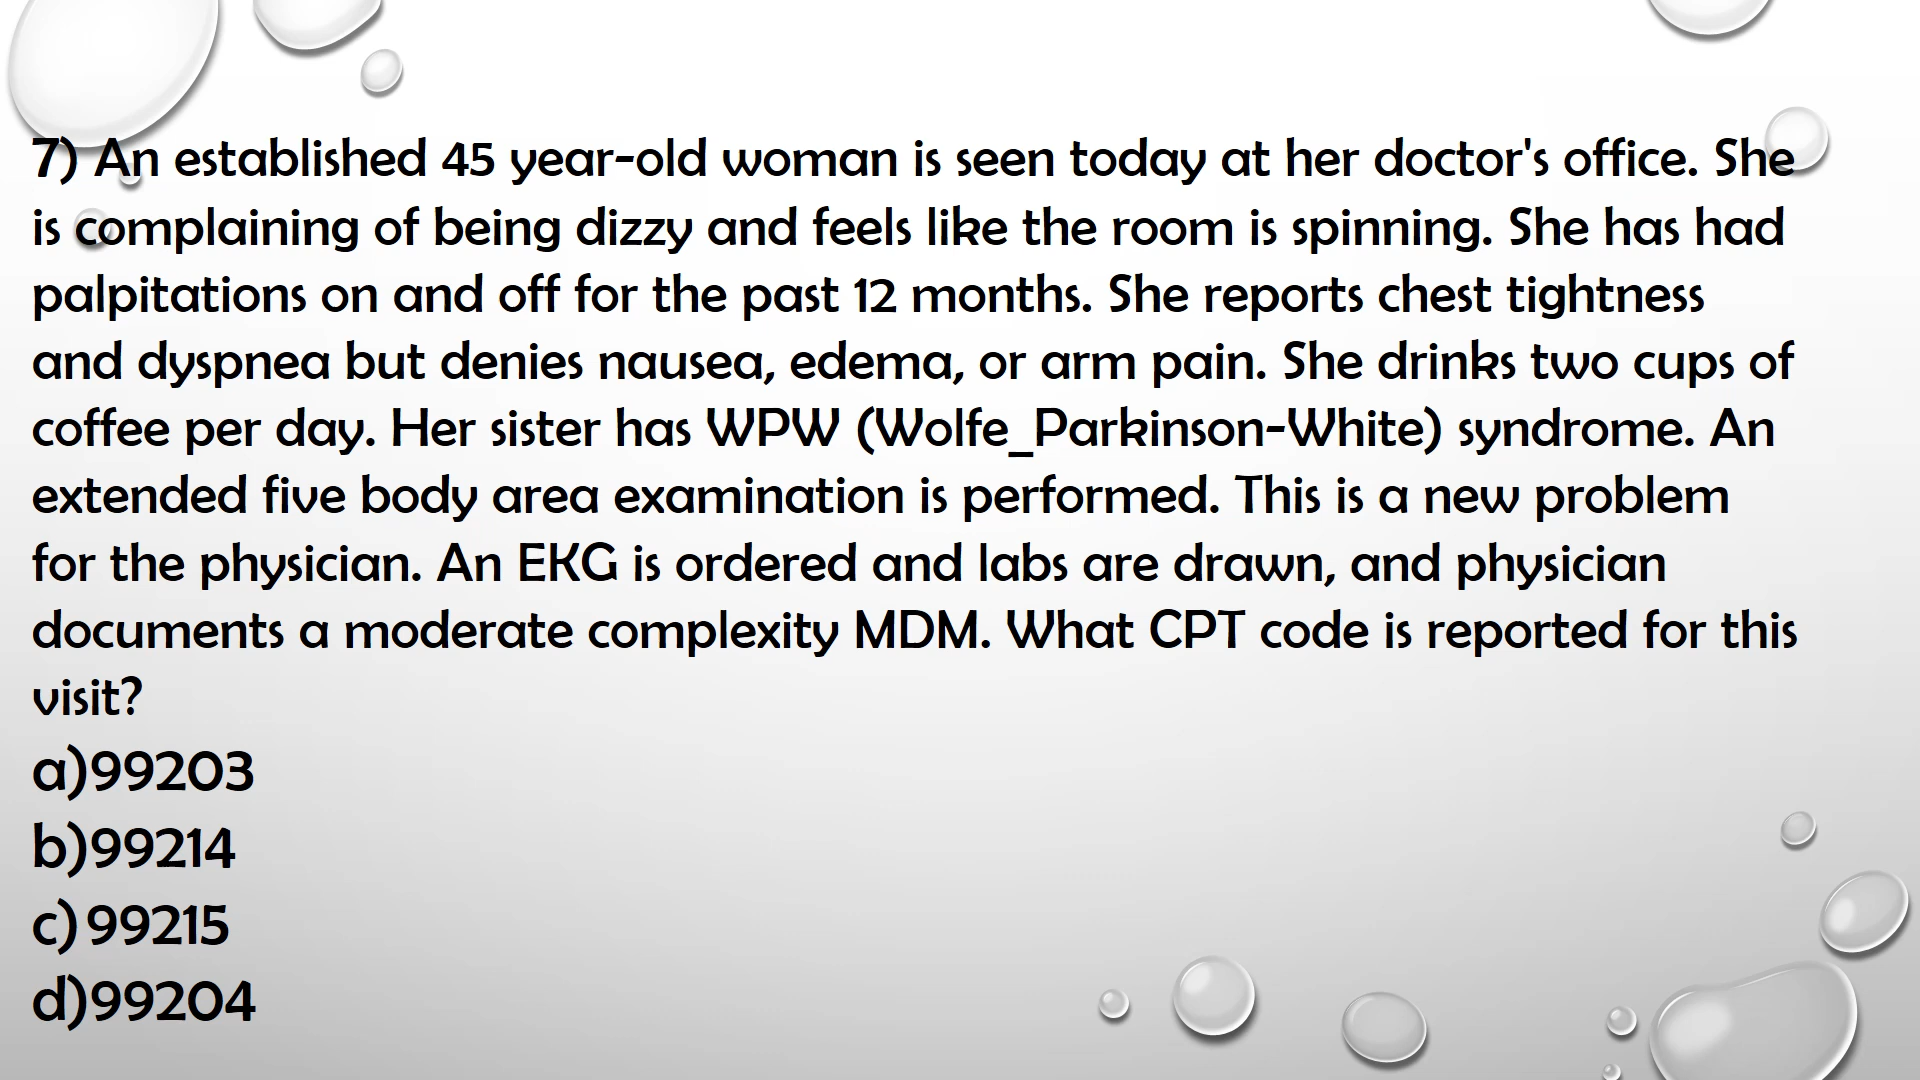 7) An established 45 year-old woman is seen today at her doctor's office. She
is complaining of being dizzy and feels like the room is spinning. She has had
palpitations on and off for the past 12 months. She reports chest tightness
and dyspnea but denies nausea, edema, or arm pain. She drinks two cups of
coffee per day. Her sister has WPW (Wolfe_Parkinson-White) syndrome. An
extended five body area examination is performed. This is a new problem
for the physician. An EKG is ordered and labs are drawn, and physician
documents a moderate complexity MDM. What CPT code is reported for this
visit?
a)99203
b)99214
c) 99215
d)99204